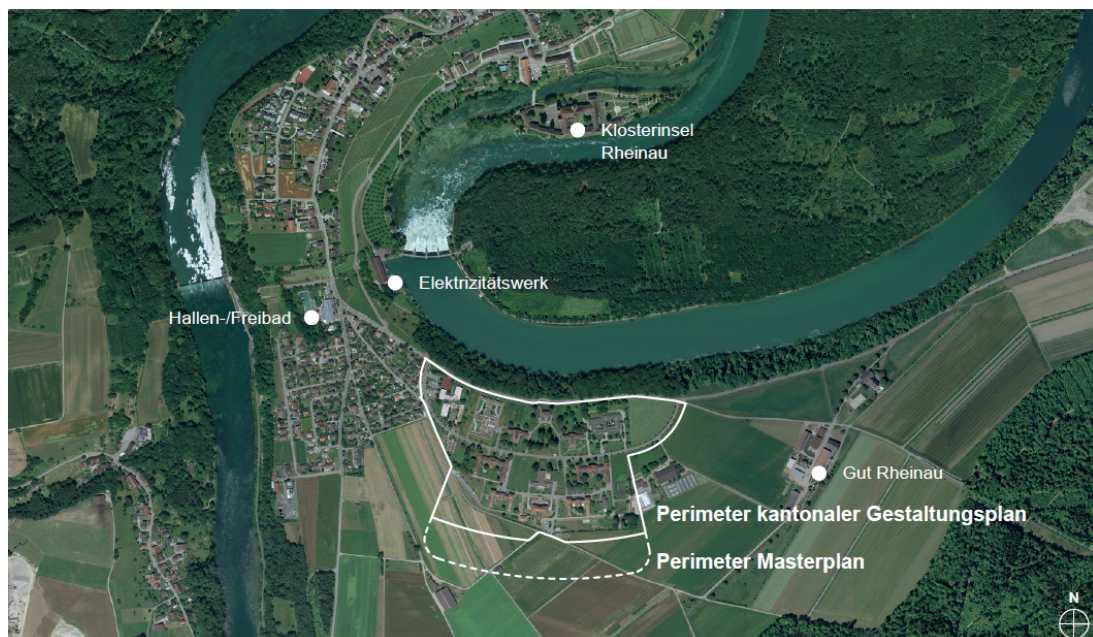 Klosterinsel
Rheinau
Elektrizitätswerk
Hallen-/Freibad
Gut Rheinau
Perimeter kantonaler Gestaltungsplan
Perimeter Masterplan
N